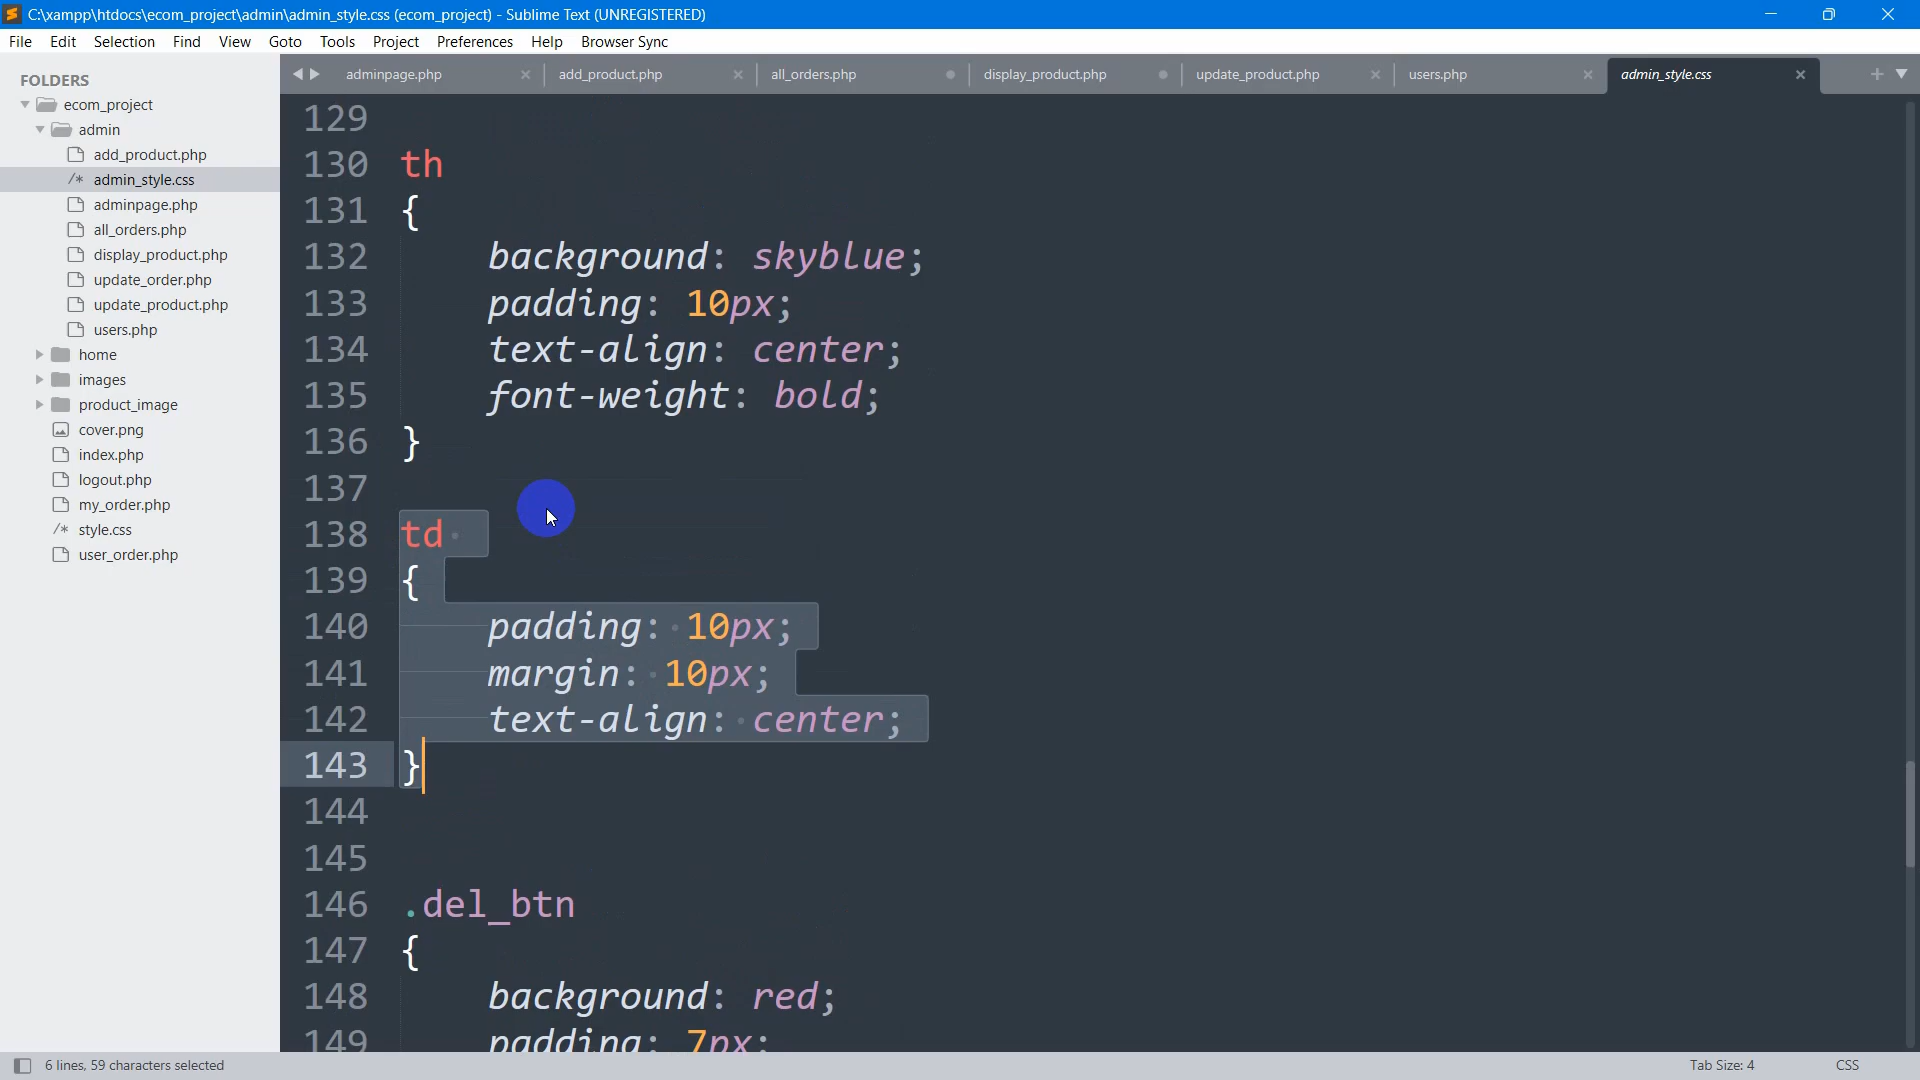 C:\xampp\htdocs\ecom_project\admin\admin_style.css (ecom_project) - Sublime Text (UNREGISTERED)
File Edit Selection Find View Goto Tools Project Preferences Help Browser Sync
FOLDERS
ecom_project
admin
add_product.php
/* admin_style.css
adminpage.php
all_orders.php
display_product.php
update_order.php
update_product.php
users.php
home
images
product_image
cover.png
index.php
logout.php
my_order.php
/* style.css
user_order.php
adminpage.php add_product.php all_orders.php display_product.php update_product.php users.php admin_style.css
129
130 th
131 {
132 background: skyblue;
133 padding: 10px;
134 text-align: center;
135 font-weight: bold;
136 }
137
138 td
139 {
140 padding: 10px;
141 margin: 10px;
142 text-align: center;
143 }
144
145
146 .del_btn
147 {
148 background: red;
149 padding: 7px;
6 lines, 59 characters selected Tab Size: 4 CSS